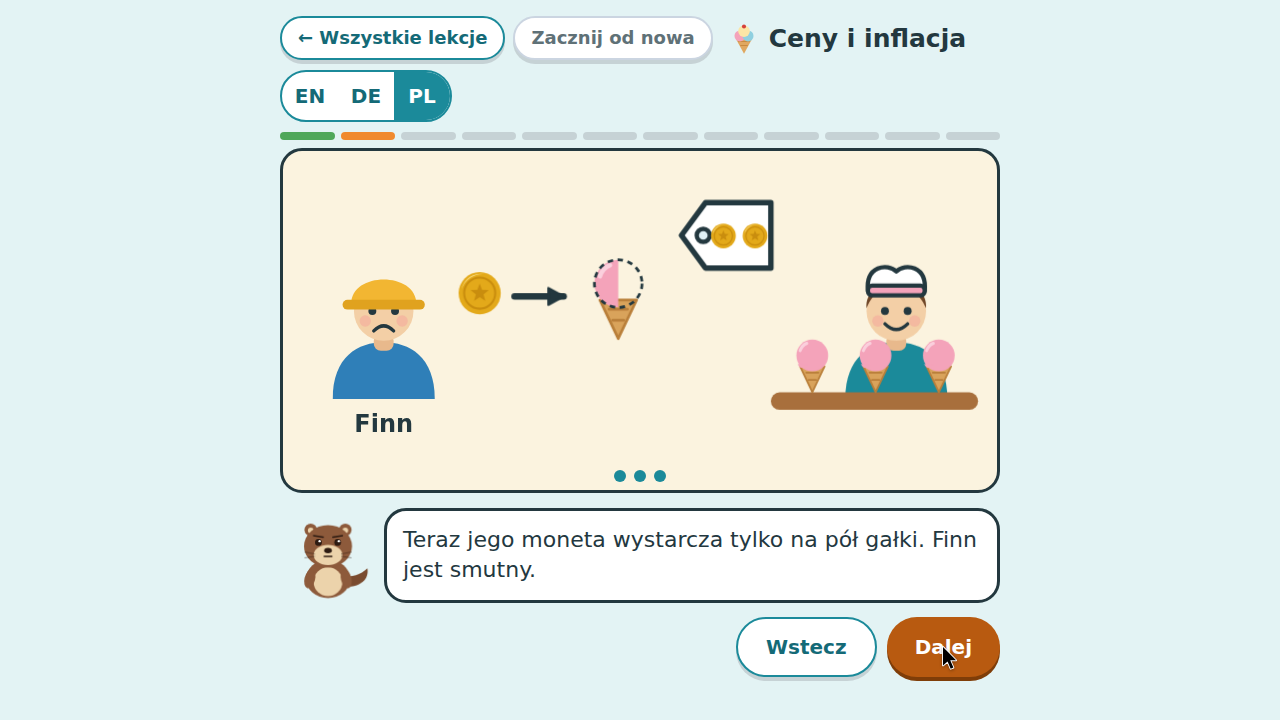 ← Wszystkie lekcje
Zacznij od nowa
Ceny i inflacja
EN DE PL
Finn
Teraz jego moneta wystarcza tylko na pół gałki. Finn
jest smutny.
Wstecz
Dalej